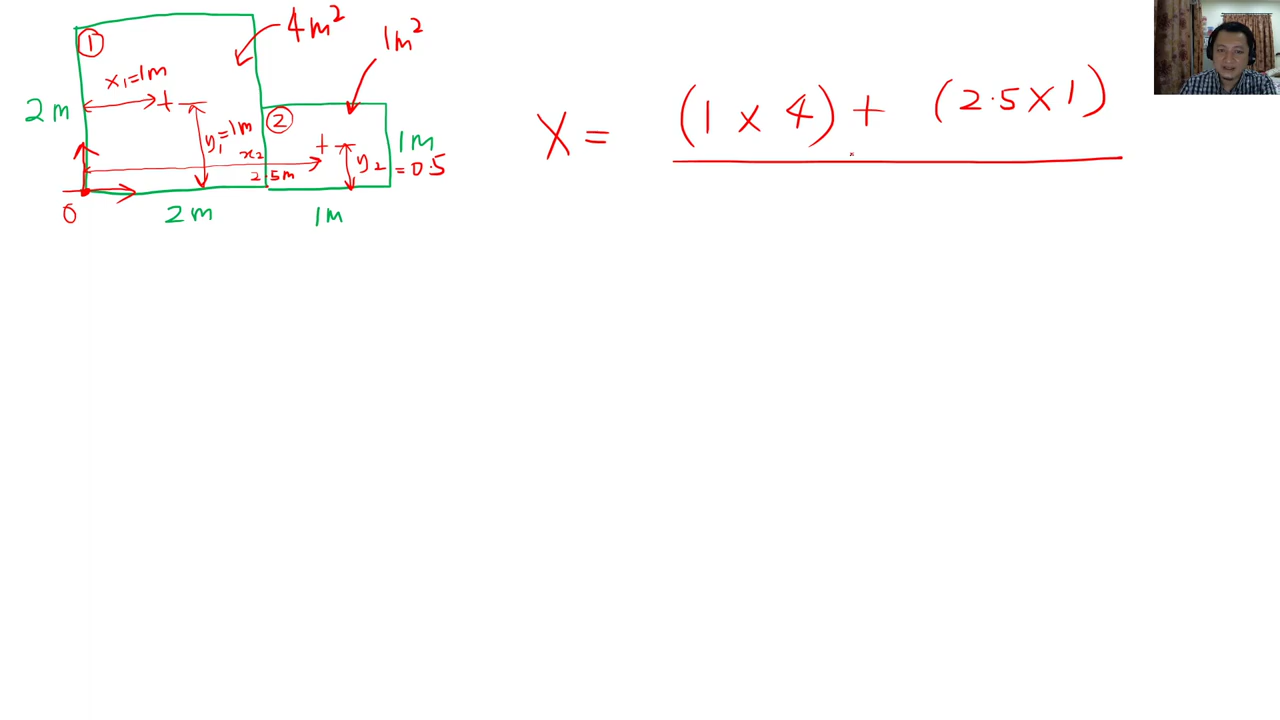 ①
4m²
1m²
x₁=1m
2m
②
y₁=1m
1m
x₂
2.5m
y₂
=0.5
0
2m
1m
X = (1 x 4) + (2.5 x 1)